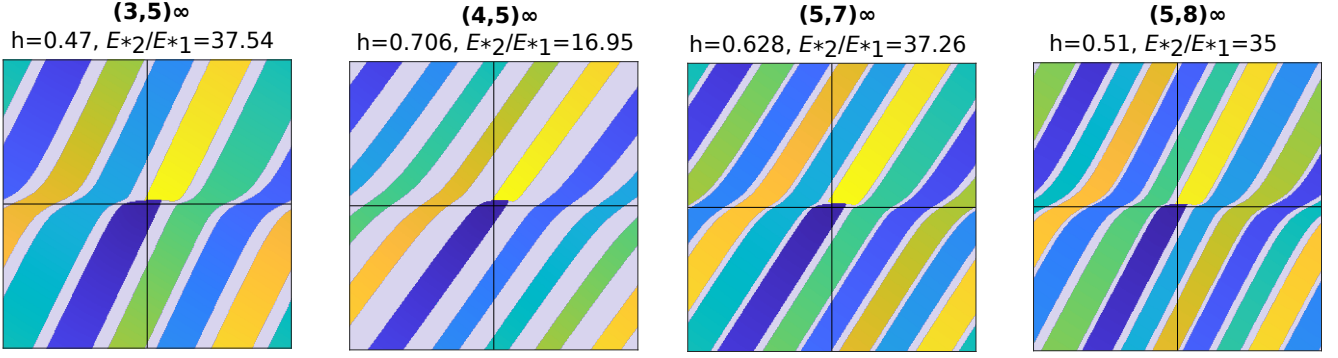 (3,5)∞
h=0.47, E*2/E*1=37.54
(4,5)∞
h=0.706, E*2/E*1=16.95
(5,7)∞
h=0.628, E*2/E*1=37.26
(5,8)∞
h=0.51, E*2/E*1=35